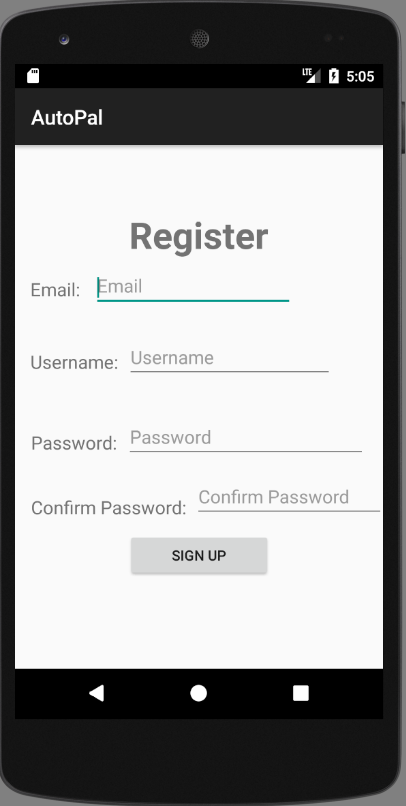 LTE 5:05
AutoPal
Register
Email: Email
Username: Username
Password: Password
Confirm Password: Confirm Password
SIGN UP